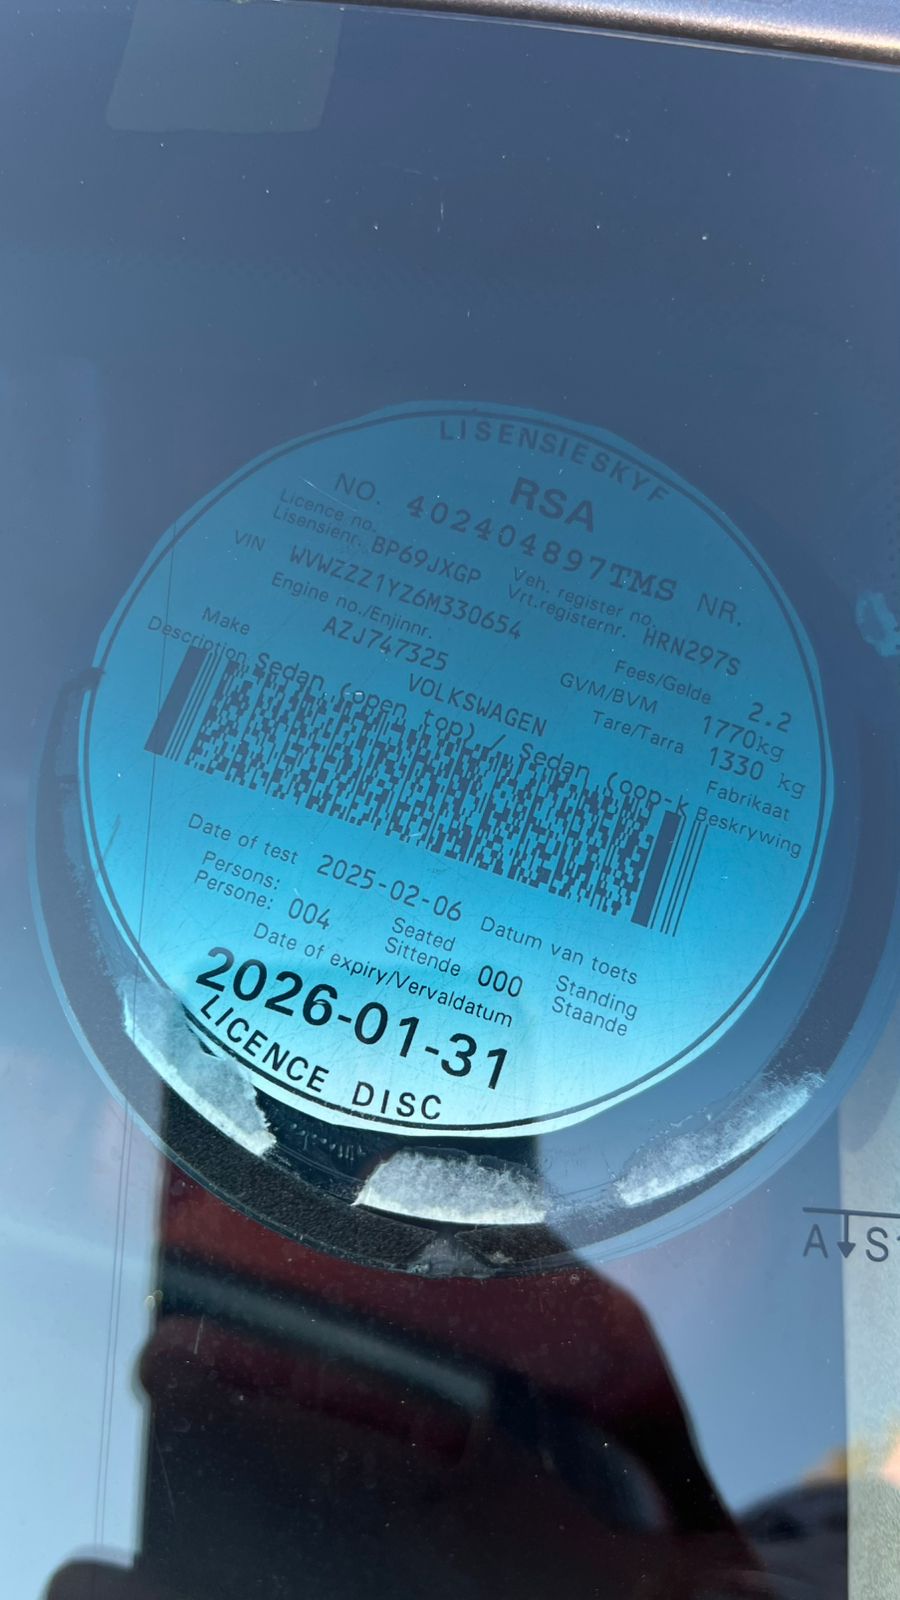 LISENSIESKYF
RSA
NO. 402404897TMS NR.
Licence no. BP69JXGP Veh. register no. HRN297S
Lisensienr. Vrt.registernr.
VIN WVWZZZ1YZ6M330654
Engine no./Enjinnr. AZJ747325
Fees/Gelde 2.2
GVM/BVM 1770kg
Tare/Tarra 1330 kg
Make VOLKSWAGEN Fabrikaat
Description Sedan (open top) / Sedan (oop-k Beskrywing
Date of test 2025-02-06 Datum van toets
Persons: 004 Seated 000 Standing
Persone: Sittende Staande
Date of expiry/Vervaldatum
2026-01-31
LICENCE DISC